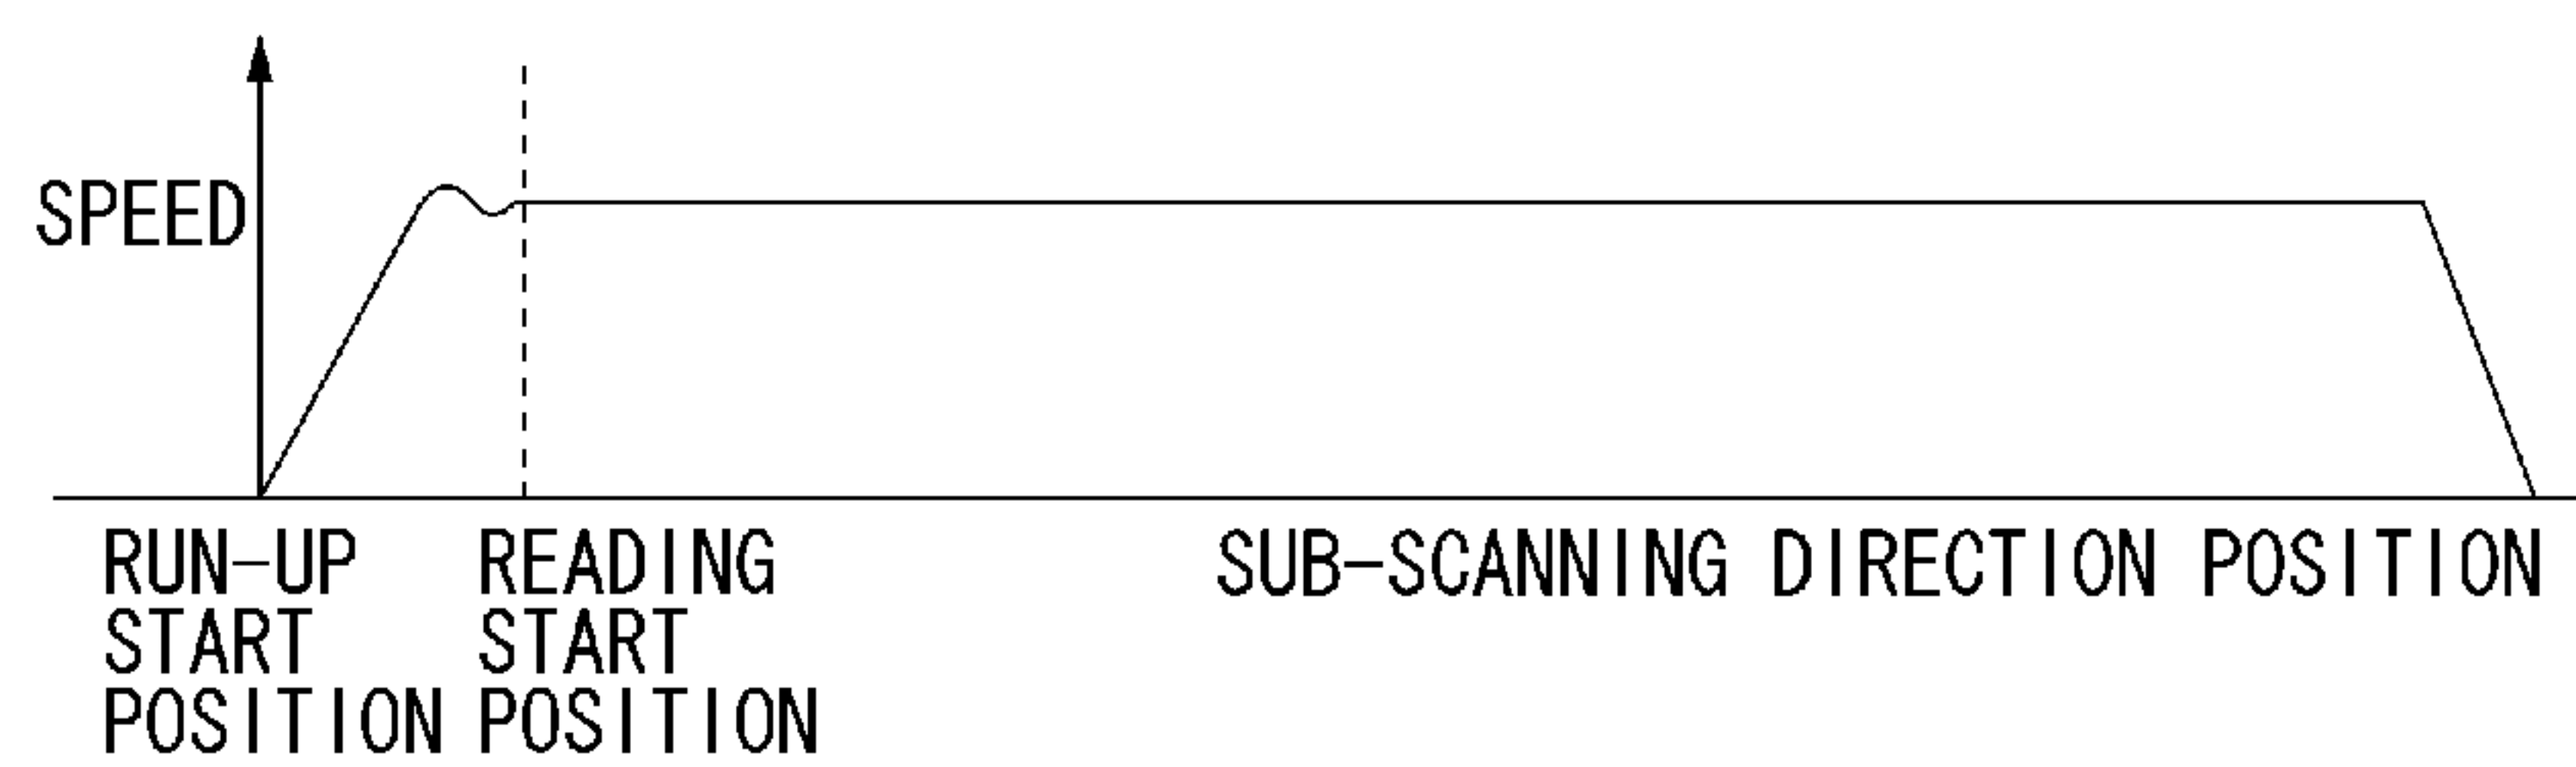 SPEED
RUN-UP
START
POSITION
READING
START
POSITION
SUB-SCANNING DIRECTION POSITION